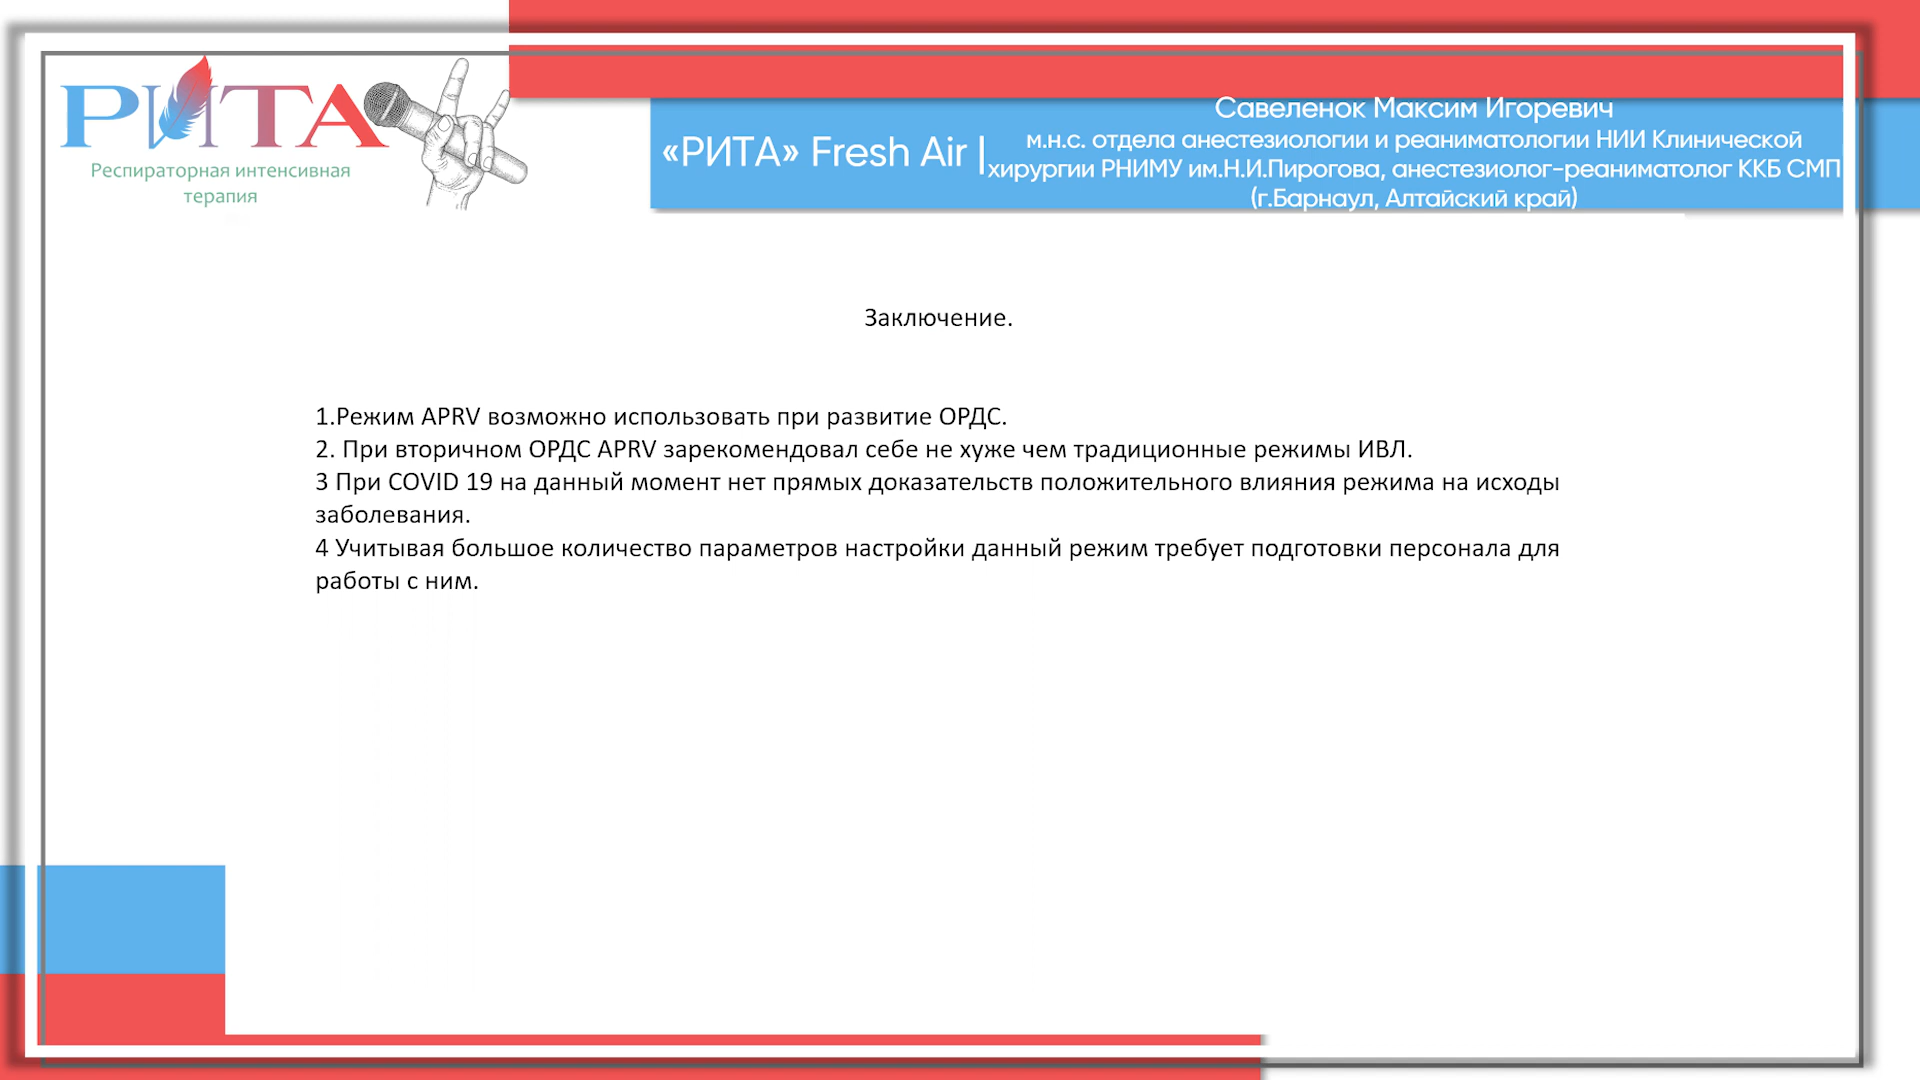 РИТА
Респираторная интенсивная
терапия
«РИТА» Fresh Air |
Савеленок Максим Игоревич
м.н.с. отдела анестезиологии и реаниматологии НИИ Клинической
хирургии РНИМУ им.Н.И.Пирогова, анестезиолог-реаниматолог ККБ СМП
(г.Барнаул, Алтайский край)
Заключение.
1.Режим APRV возможно использовать при развитие ОРДС.
2. При вторичном ОРДС APRV зарекомендовал себе не хуже чем традиционные режимы ИВЛ.
3 При COVID 19 на данный момент нет прямых доказательств положительного влияния режима на исходы
заболевания.
4 Учитывая большое количество параметров настройки данный режим требует подготовки персонала для
работы с ним.